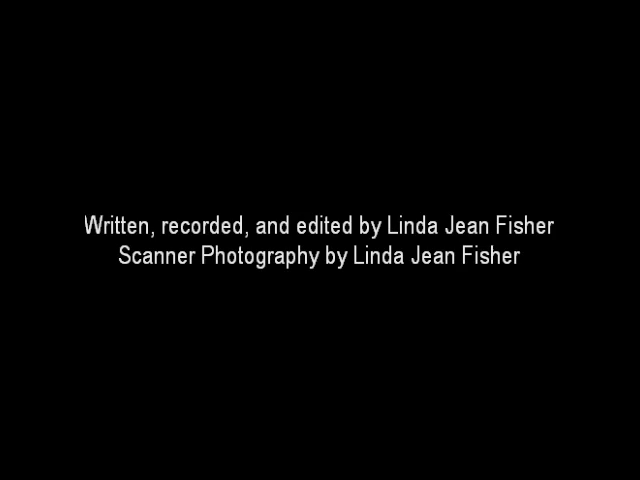 Written, recorded, and edited by Linda Jean Fisher
Scanner Photography by Linda Jean Fisher